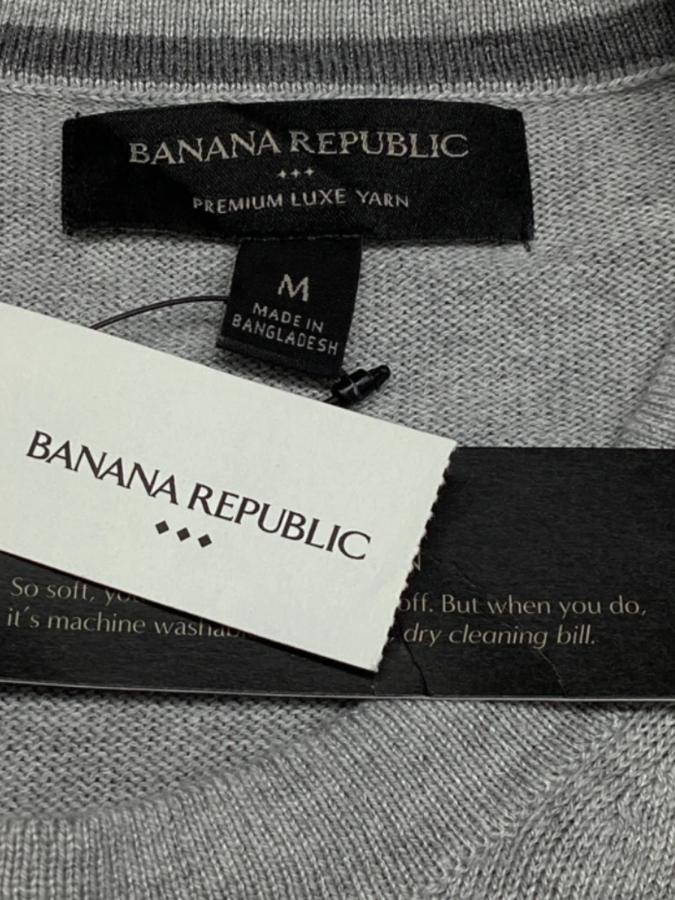 BANANA REPUBLIC
PREMIUM LUXE YARN
M
MADE IN
BANGLADESH
BANANA REPUBLIC
So soft, off. But when you do,
it's machine dry cleaning bill.